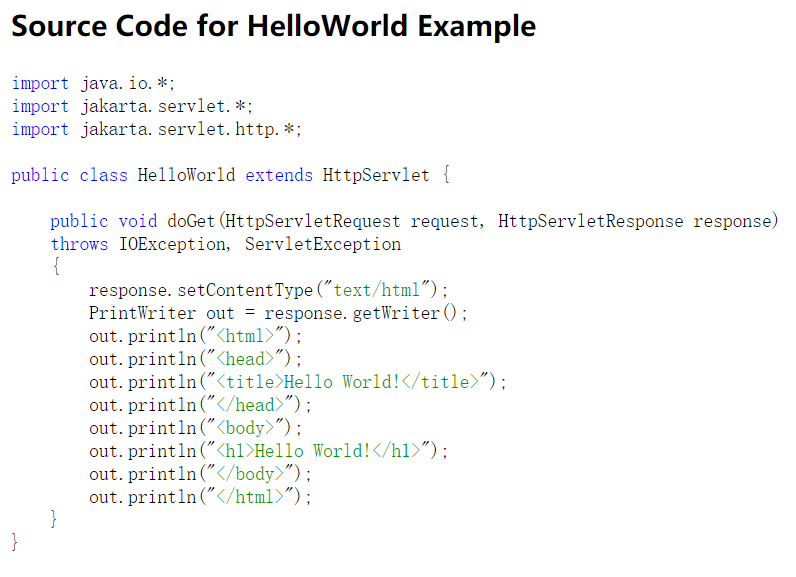 Source Code for HelloWorld Example
import java.io.*;
import jakarta.servlet.*;
import jakarta.servlet.http.*;
public class HelloWorld extends HttpServlet {
    public void doGet(HttpServletRequest request, HttpServletResponse response)
    throws IOException, ServletException
    {
        response.setContentType("text/html");
        PrintWriter out = response.getWriter();
        out.println("<html>");
        out.println("<head>");
        out.println("<title>Hello World!</title>");
        out.println("</head>");
        out.println("<body>");
        out.println("<h1>Hello World!</h1>");
        out.println("</body>");
        out.println("</html>");
    }
}